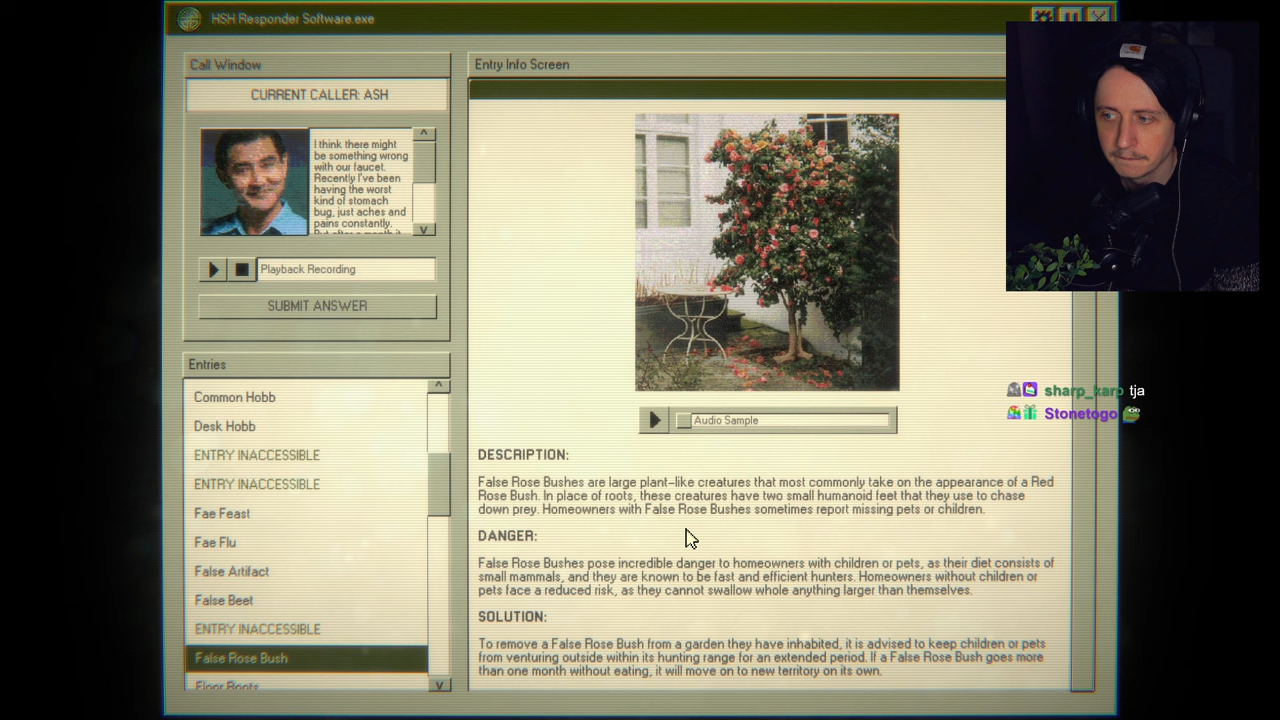 HSH Responder Software.exe
Call Window
CURRENT CALLER: ASH
I think there might
be something wrong
with our faucet.
Recently I've been
having the worst
kind of stomach
bug, just aches and
pains constantly.
But after a month it
Playback Recording
SUBMIT ANSWER
Entries
Common Hobb
Desk Hobb
ENTRY INACCESSIBLE
ENTRY INACCESSIBLE
Fae Feast
Fae Flu
False Artifact
False Beet
ENTRY INACCESSIBLE
False Rose Bush
Floor Roots
Entry Info Screen
Audio Sample
DESCRIPTION:
False Rose Bushes are large plant-like creatures that most commonly take on the appearance of a Red
Rose Bush. In place of roots, these creatures have two small humanoid feet that they use to chase
down prey. Homeowners with False Rose Bushes sometimes report missing pets or children.
DANGER:
False Rose Bushes pose incredible danger to homeowners with children or pets, as their diet consists of
small mammals, and they are known to be fast and efficient hunters. Homeowners without children or
pets face a reduced risk, as they cannot swallow whole anything larger than themselves.
SOLUTION:
To remove a False Rose Bush from a garden they have inhabited, it is advised to keep children or pets
from venturing outside within its hunting range for an extended period. If a False Rose Bush goes more
than one month without eating, it will move on to new territory on its own.
sharp_karp tja
Stonetogo